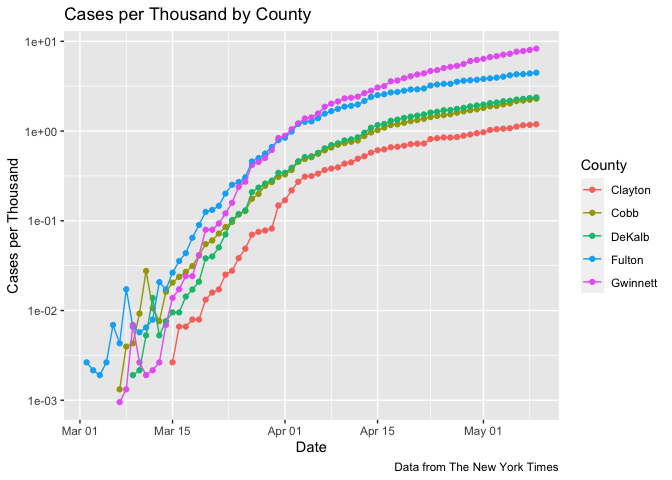 Cases per Thousand by County
Cases per Thousand
1e+01
1e+00
1e-01
1e-02
1e-03
Mar 01
Mar 15
Apr 01
Apr 15
May 01
Date
County
Clayton
Cobb
DeKalb
Fulton
Gwinnett
Data from The New York Times